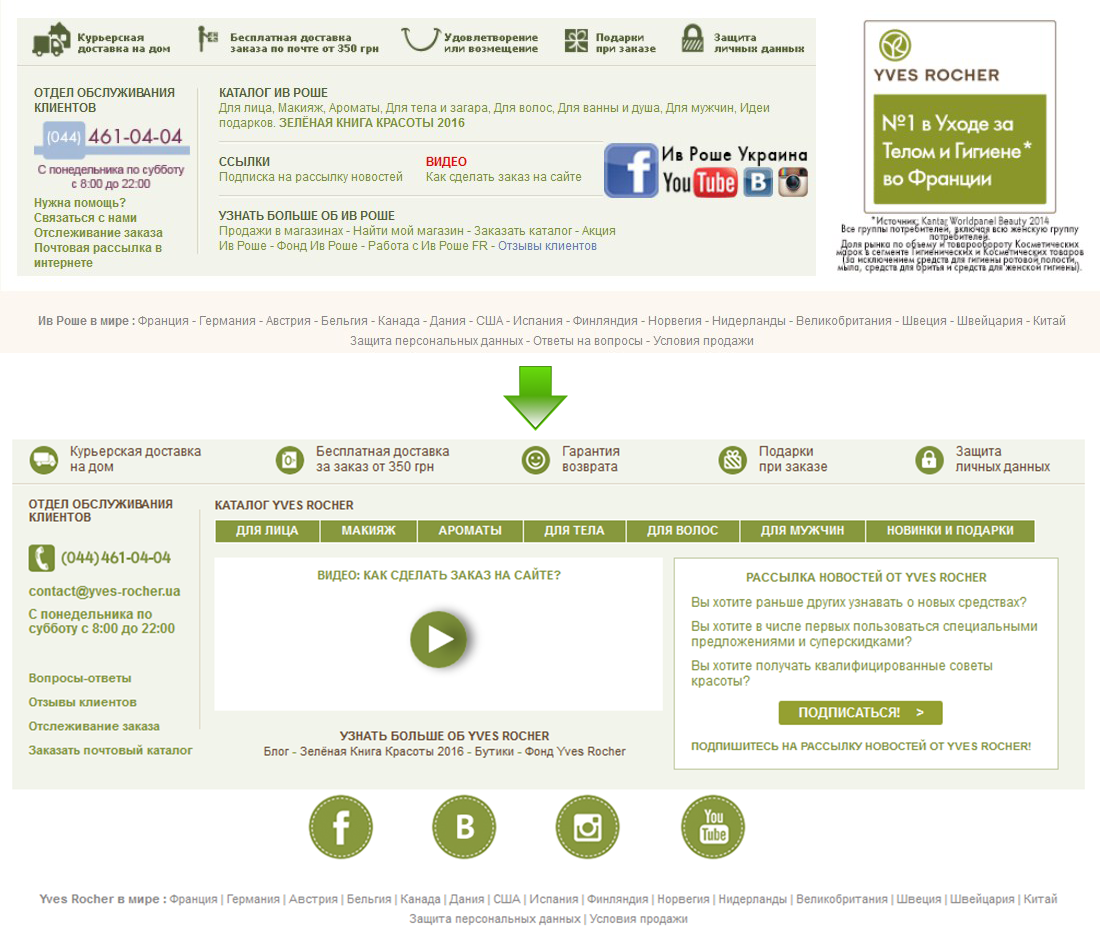 Курьерская
доставка на дом
Бесплатная доставка
заказа по почте от 350 грн
Удовлетворение
или возмещение
Подарки
при заказе
Защита
личных данных
ОТДЕЛ ОБСЛУЖИВАНИЯ
КЛИЕНТОВ
(044) 461-04-04
С понедельника по субботу
с 8:00 до 22:00
Нужна помощь?
Связаться с нами
Отслеживание заказа
Почтовая рассылка в
интернете
КАТАЛОГ ИВ РОШЕ
Для лица, Макияж, Ароматы, Для тела и загара, Для волос, Для ванны и душа, Для мужчин, Идеи
подарков. ЗЕЛЁНАЯ КНИГА КРАСОТЫ 2016
ССЫЛКИ
Подписка на рассылку новостей
ВИДЕО
Как сделать заказ на сайте
f
Ив Роше Украина
You Tube В
УЗНАТЬ БОЛЬШЕ ОБ ИВ РОШЕ
Продажи в магазинах - Найти мой магазин - Заказать каталог - Акция
Ив Роше - Фонд Ив Роше - Работа с Ив Роше FR - Отзывы клиентов
YVES ROCHER
№1 в Уходе за
Телом и Гигиене*
во Франции
*Источник: Kantar Worldpanel Beauty 2014
Все группы потребителей, включая всю женскую группу
потребителей.
Доля рынка по объему и товарообороту Косметических
марок в сегменте Гигиенических и Косметических товаров
(за исключением средств для гигиены ротовой полости,
мыла, средств для бритья и средств для женской гигиены).
Ив Роше в мире : Франция - Германия - Австрия - Бельгия - Канада - Дания - США - Испания - Финляндия - Норвегия - Нидерланды - Великобритания - Швеция - Швейцария - Китай
Защита персональных данных - Ответы на вопросы - Условия продажи
Курьерская доставка
на дом
Бесплатная доставка
за заказ от 350 грн
Гарантия
возврата
Подарки
при заказе
Защита
личных данных
ОТДЕЛ ОБСЛУЖИВАНИЯ
КЛИЕНТОВ
(044)461-04-04
contact@yves-rocher.ua
С понедельника по
субботу с 8:00 до 22:00
Вопросы-ответы
Отзывы клиентов
Отслеживание заказа
Заказать почтовый каталог
КАТАЛОГ YVES ROCHER
ДЛЯ ЛИЦА МАКИЯЖ АРОМАТЫ ДЛЯ ТЕЛА ДЛЯ ВОЛОС ДЛЯ МУЖЧИН НОВИНКИ И ПОДАРКИ
ВИДЕО: КАК СДЕЛАТЬ ЗАКАЗ НА САЙТЕ?
УЗНАТЬ БОЛЬШЕ ОБ YVES ROCHER
Блог - Зелёная Книга Красоты 2016 - Бутики - Фонд Yves Rocher
РАССЫЛКА НОВОСТЕЙ ОТ YVES ROCHER
Вы хотите раньше других узнавать о новых средствах?
Вы хотите в числе первых пользоваться специальными
предложениями и суперскидками?
Вы хотите получать квалифицированные советы
красоты?
ПОДПИСАТЬСЯ! >
ПОДПИШИТЕСЬ НА РАССЫЛКУ НОВОСТЕЙ ОТ YVES ROCHER!
f
В
You
Tube
Yves Rocher в мире : Франция | Германия | Австрия | Бельгия | Канада | Дания | США | Испания | Финляндия | Норвегия | Нидерланды | Великобритания | Швеция | Швейцария | Китай
Защита персональных данных | Условия продажи